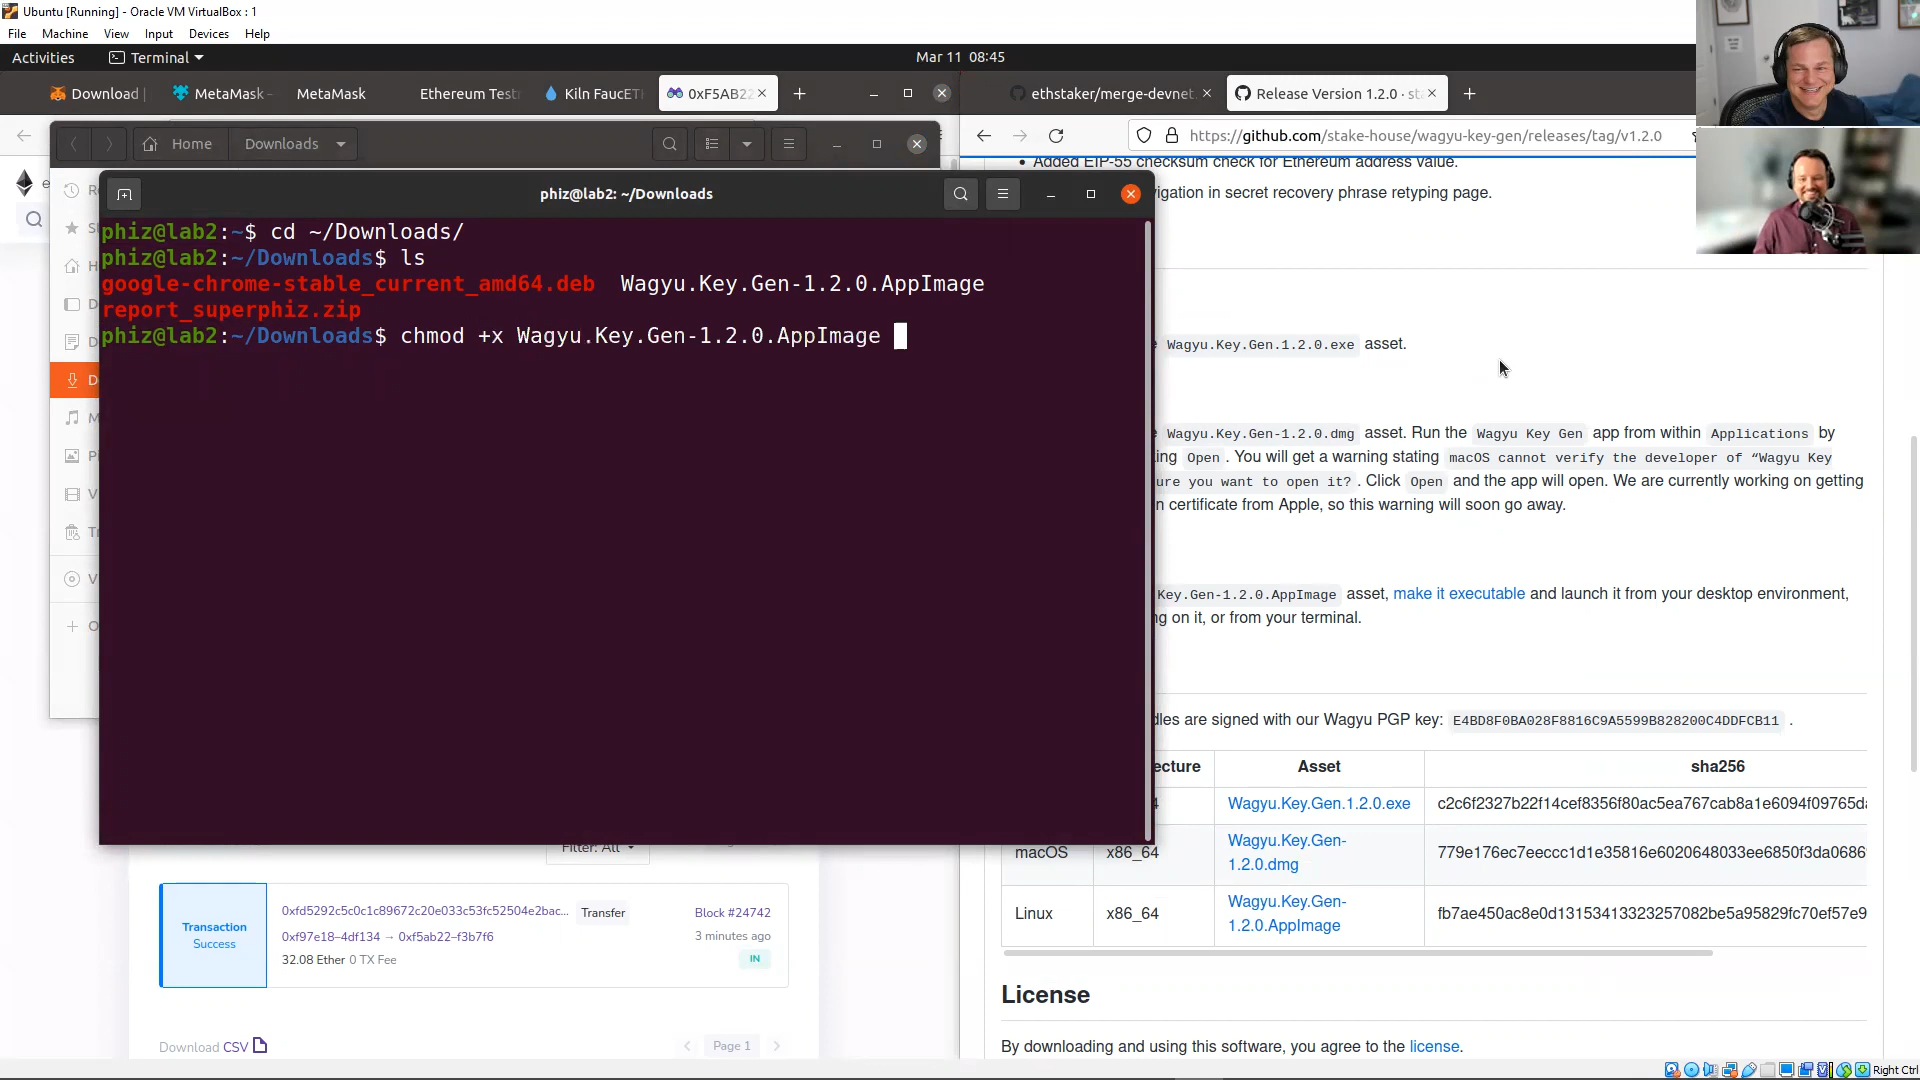 Ubuntu [Running] - Oracle VM VirtualBox : 1
File Machine View Input Devices Help
Activities Terminal Mar 11 08:45
Download MetaMask - MetaMask Ethereum Test Kiln FaucET 0xF5AB22
ethstaker/merge-devnet Release Version 1.2.0 · sta
Home Downloads
https://github.com/stake-house/wagyu-key-gen/releases/tag/v1.2.0
Added EIP-55 checksum check for Ethereum address value.
vigation in secret recovery phrase retyping page.
phiz@lab2: ~/Downloads
phiz@lab2:~$ cd ~/Downloads/
phiz@lab2:~/Downloads$ ls
google-chrome-stable_current_amd64.deb Wagyu.Key.Gen-1.2.0.AppImage
report_superphiz.zip
phiz@lab2:~/Downloads$ chmod +x Wagyu.Key.Gen-1.2.0.AppImage
Wagyu.Key.Gen.1.2.0.exe asset.
Wagyu.Key.Gen-1.2.0.dmg asset. Run the Wagyu Key Gen app from within Applications by
ing Open . You will get a warning stating macOS cannot verify the developer of “Wagyu Key
ure you want to open it? . Click Open and the app will open. We are currently working on getting
n certificate from Apple, so this warning will soon go away.
Key.Gen-1.2.0.AppImage asset, make it executable and launch it from your desktop environment,
ng on it, or from your terminal.
dles are signed with our Wagyu PGP key: E4BD8F0BA028F8816C9A5599B828200C4DDFCB11 .
ecture Asset sha256
4 Wagyu.Key.Gen.1.2.0.exe c2c6f2327b22f14cef8356f80ac5ea767cab8a1e6094f09765da
macOS x86_64 Wagyu.Key.Gen-
1.2.0.dmg 779e176ec7eeccc1d1e35816e6020648033ee6850f3da0686
Linux x86_64 Wagyu.Key.Gen-
1.2.0.AppImage fb7ae450ac8e0d13153413323257082be5a95829fc70ef57e9
License
By downloading and using this software, you agree to the license.
Filter: All
Transaction
Success
0xfd5292c5c0c1c89672c20e033c53fc52504e2bac... Transfer Block #24742
0xf97e18–4df134 → 0xf5ab22–f3b7f6 3 minutes ago
32.08 Ether 0 TX Fee IN
Download CSV Page 1
Right Ctrl